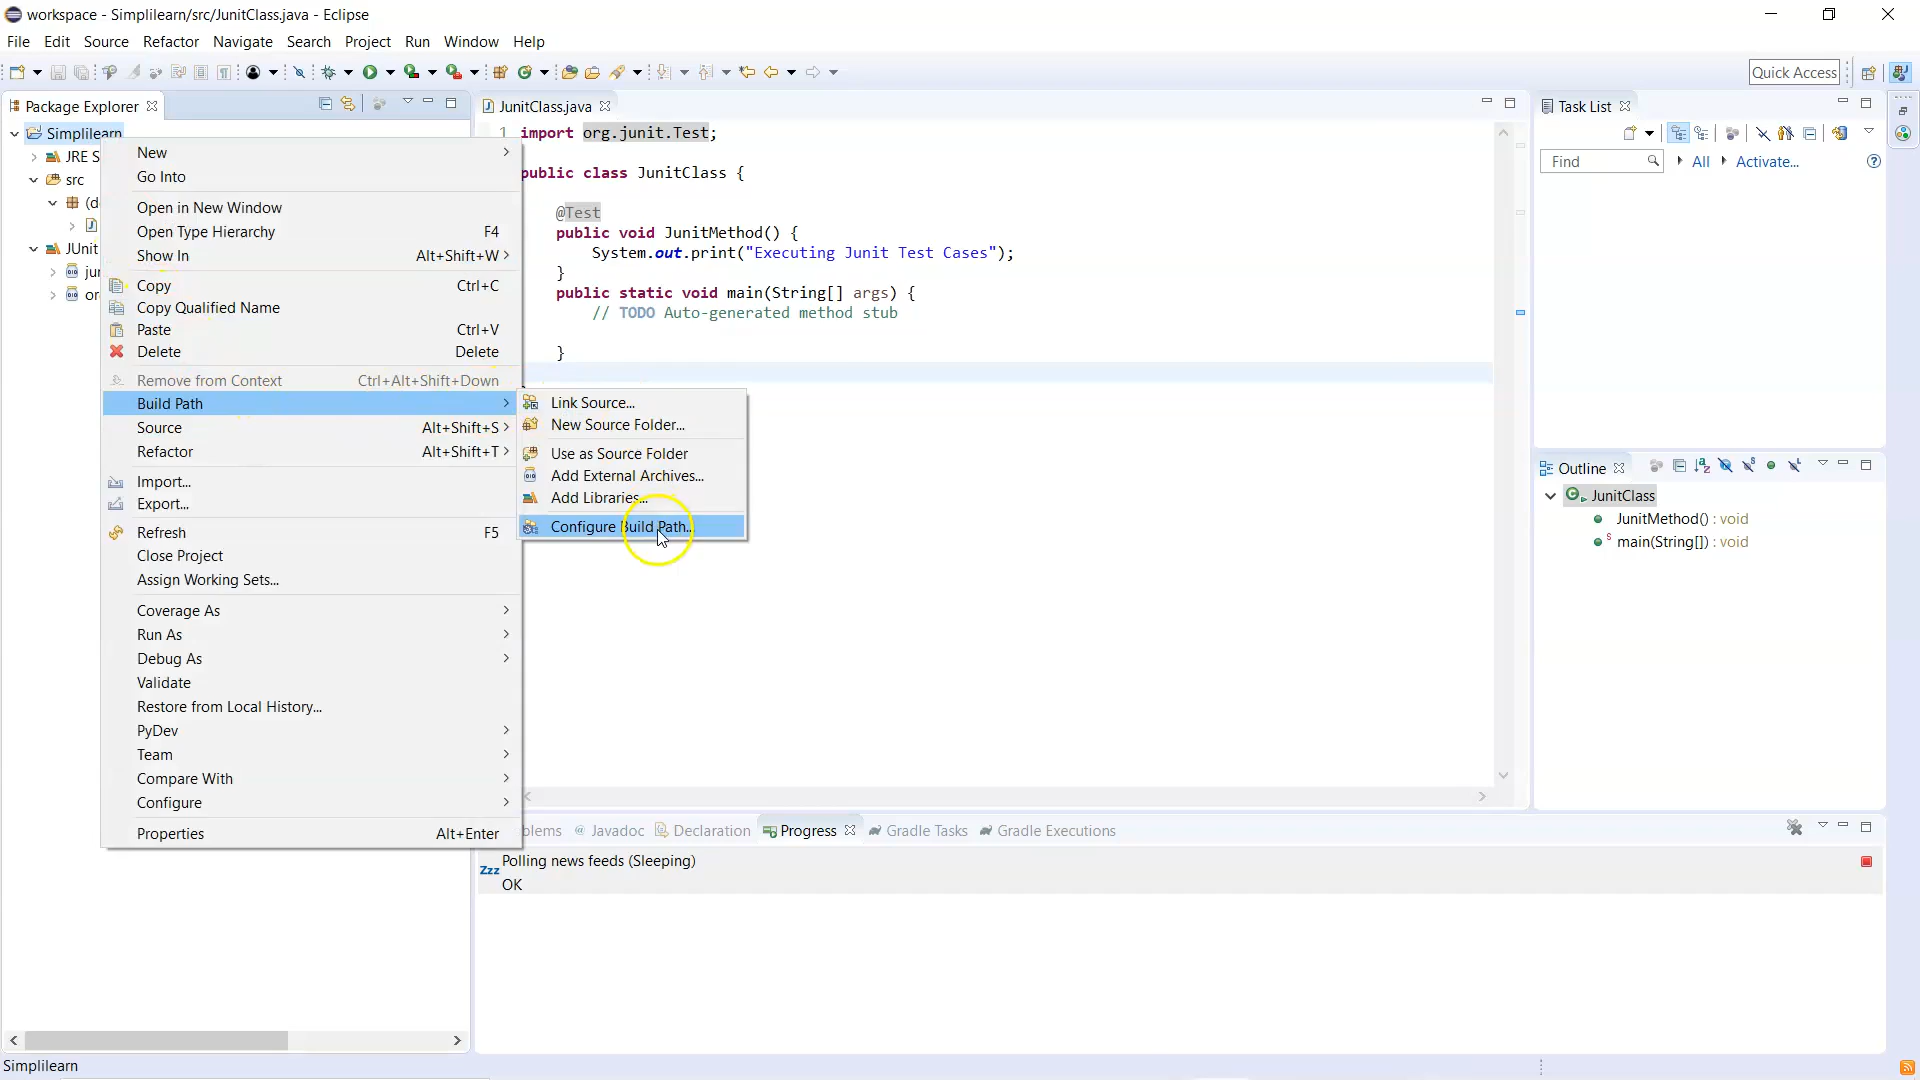 workspace - Simplilearn/src/JunitClass.java - Eclipse
File Edit Source Refactor Navigate Search Project Run Window Help
Quick Access
Package Explorer
Simplilearn
JRE S
src
(d
JUnit
jur
or
New
Go Into
Open in New Window
Open Type Hierarchy F4
Show In Alt+Shift+W
Copy Ctrl+C
Copy Qualified Name
Paste Ctrl+V
Delete Delete
Remove from Context Ctrl+Alt+Shift+Down
Build Path
Source Alt+Shift+S
Refactor Alt+Shift+T
Import...
Export...
Refresh F5
Close Project
Assign Working Sets...
Coverage As
Run As
Debug As
Validate
Restore from Local History...
PyDev
Team
Compare With
Configure
Properties Alt+Enter
Link Source...
New Source Folder...
Use as Source Folder
Add External Archives...
Add Libraries...
Configure Build Path...
JunitClass.java
1 import org.junit.Test;
public class JunitClass {
@Test
public void JunitMethod() {
System.out.print("Executing Junit Test Cases");
}
public static void main(String[] args) {
// TODO Auto-generated method stub
}
Task List
Find All Activate...
Outline
JunitClass
JunitMethod() : void
main(String[]) : void
blems Javadoc Declaration Progress Gradle Tasks Gradle Executions
Zzz Polling news feeds (Sleeping)
OK
Simplilearn